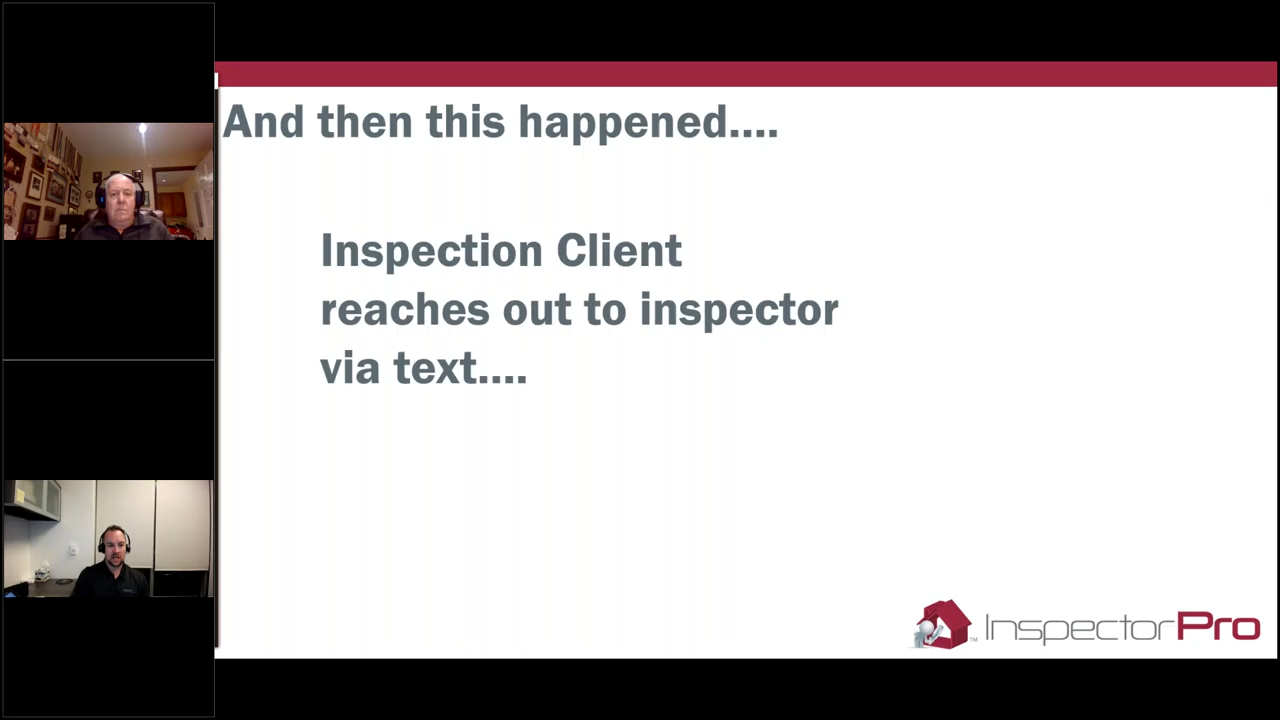 And then this happened....
Inspection Client
reaches out to inspector
via text....
InspectorPro